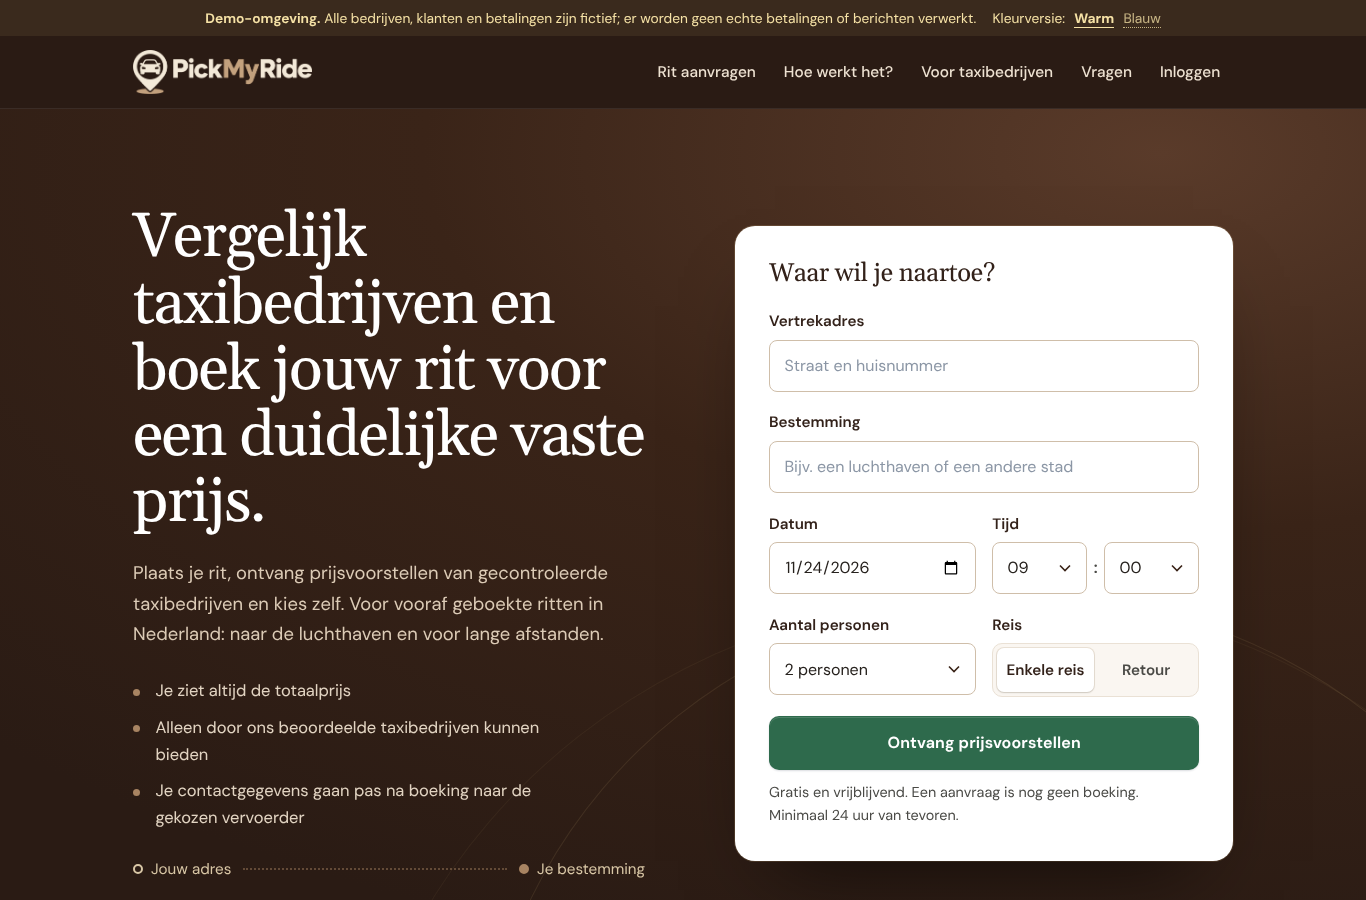 Demo-omgeving. Alle bedrijven, klanten en betalingen zijn fictief; er worden geen echte betalingen of berichten verwerkt. Kleurversie: Warm Blauw
PickMyRide
Rit aanvragen Hoe werkt het? Voor taxibedrijven Vragen Inloggen
Vergelijk
taxibedrijven en
boek jouw rit voor
een duidelijke vaste
prijs.
Plaats je rit, ontvang prijsvoorstellen van gecontroleerde
taxibedrijven en kies zelf. Voor vooraf geboekte ritten in
Nederland: naar de luchthaven en voor lange afstanden.
Je ziet altijd de totaalprijs
Alleen door ons beoordeelde taxibedrijven kunnen
bieden
Je contactgegevens gaan pas na boeking naar de
gekozen vervoerder
Jouw adres Je bestemming
Waar wil je naartoe?
Vertrekadres
Straat en huisnummer
Bestemming
Bijv. een luchthaven of een andere stad
Datum Tijd
11/24/2026 09 : 00
Aantal personen Reis
2 personen Enkele reis Retour
Ontvang prijsvoorstellen
Gratis en vrijblijvend. Een aanvraag is nog geen boeking.
Minimaal 24 uur van tevoren.